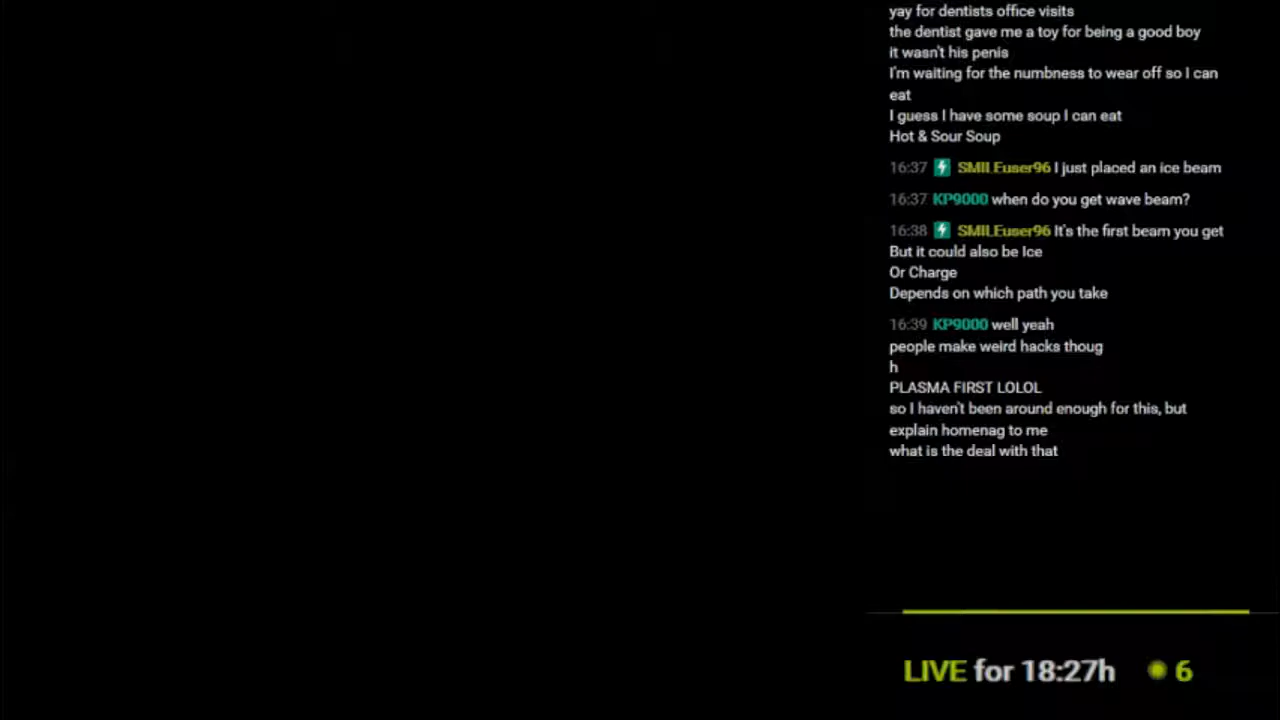 yay for dentists office visits
the dentist gave me a toy for being a good boy
it wasn't his penis
I'm waiting for the numbness to wear off so I can
eat
I guess I have some soup I can eat
Hot & Sour Soup
16:37 SMILEuser96 I just placed an ice beam
16:37 KP9000 when do you get wave beam?
16:38 SMILEuser96 It's the first beam you get
But it could also be Ice
Or Charge
Depends on which path you take
16:39 KP9000 well yeah
people make weird hacks thoug
h
PLASMA FIRST LOLOL
so I haven't been around enough for this, but
explain homenag to me
what is the deal with that
LIVE for 18:27h 6